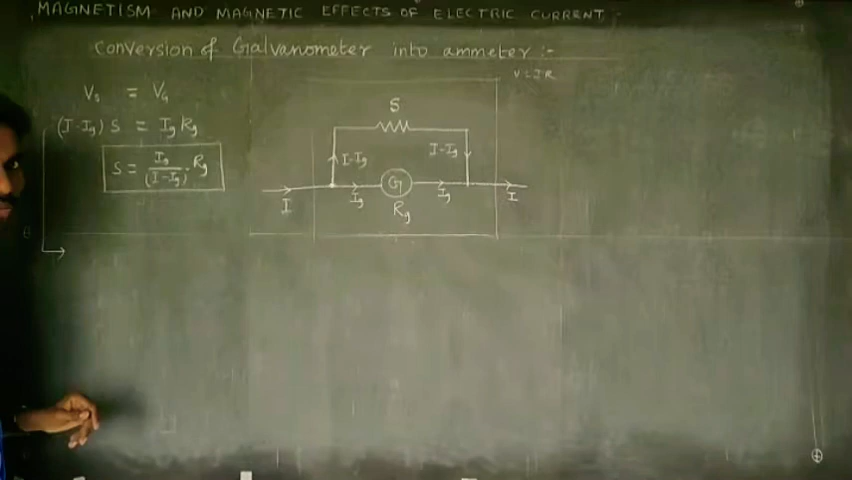 MAGNETISM AND MAGNETIC EFFECTS OF ELECTRIC CURRENT:-
Conversion of Galvanometer into ammeter:-
V=IR
Vs = VG
(I-Ig) S = Ig Rg
S = Ig/(I-Ig) · Rg
S
I-Ig
I-Ig
G
I
Ig
Ig
I
Rg